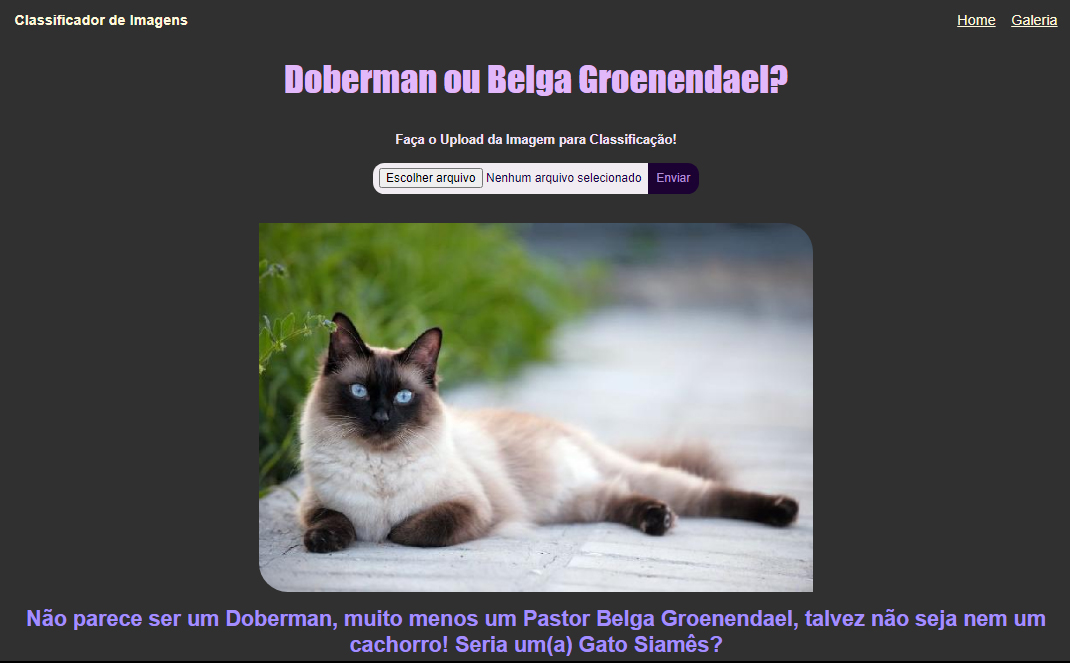 Classificador de Imagens
Home Galeria
Doberman ou Belga Groenendael?
Faça o Upload da Imagem para Classificação!
Escolher arquivo Nenhum arquivo selecionado Enviar
Não parece ser um Doberman, muito menos um Pastor Belga Groenendael, talvez não seja nem um
cachorro! Seria um(a) Gato Siamês?